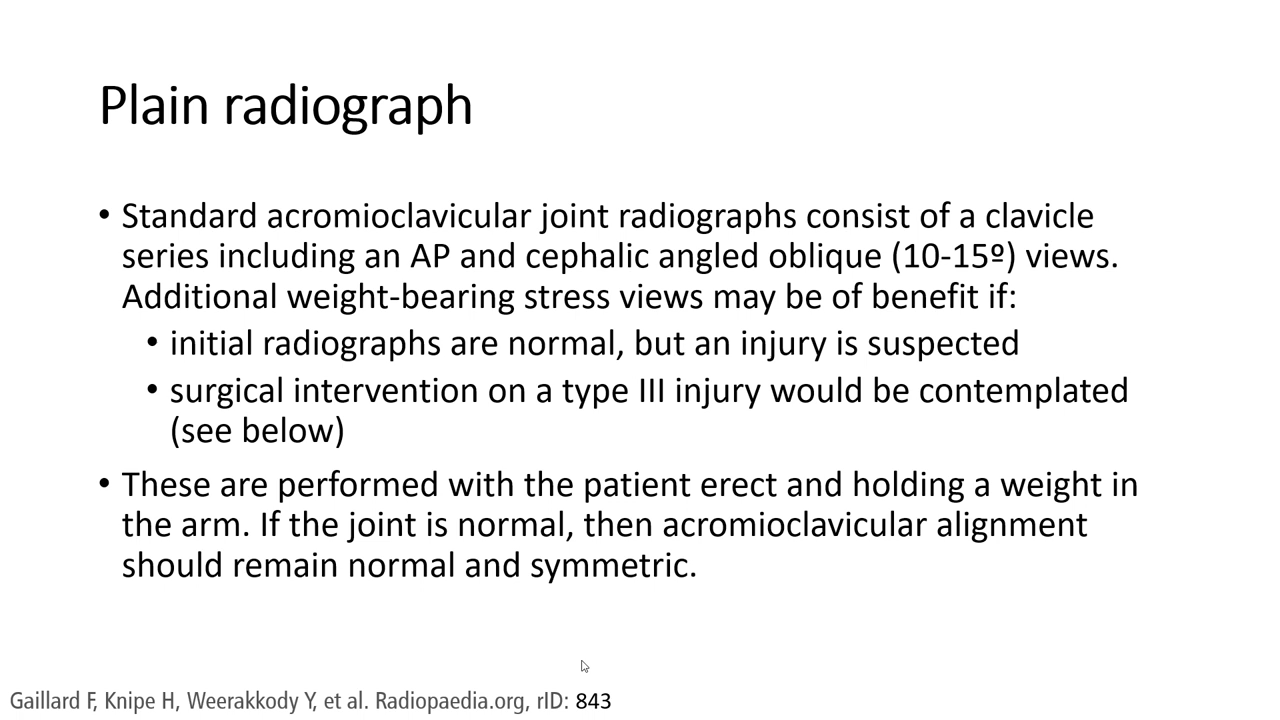 Plain radiograph
• Standard acromioclavicular joint radiographs consist of a clavicle
series including an AP and cephalic angled oblique (10-15º) views.
Additional weight-bearing stress views may be of benefit if:
• initial radiographs are normal, but an injury is suspected
• surgical intervention on a type III injury would be contemplated
(see below)
• These are performed with the patient erect and holding a weight in
the arm. If the joint is normal, then acromioclavicular alignment
should remain normal and symmetric.
Gaillard F, Knipe H, Weerakkody Y, et al. Radiopaedia.org, rID: 843